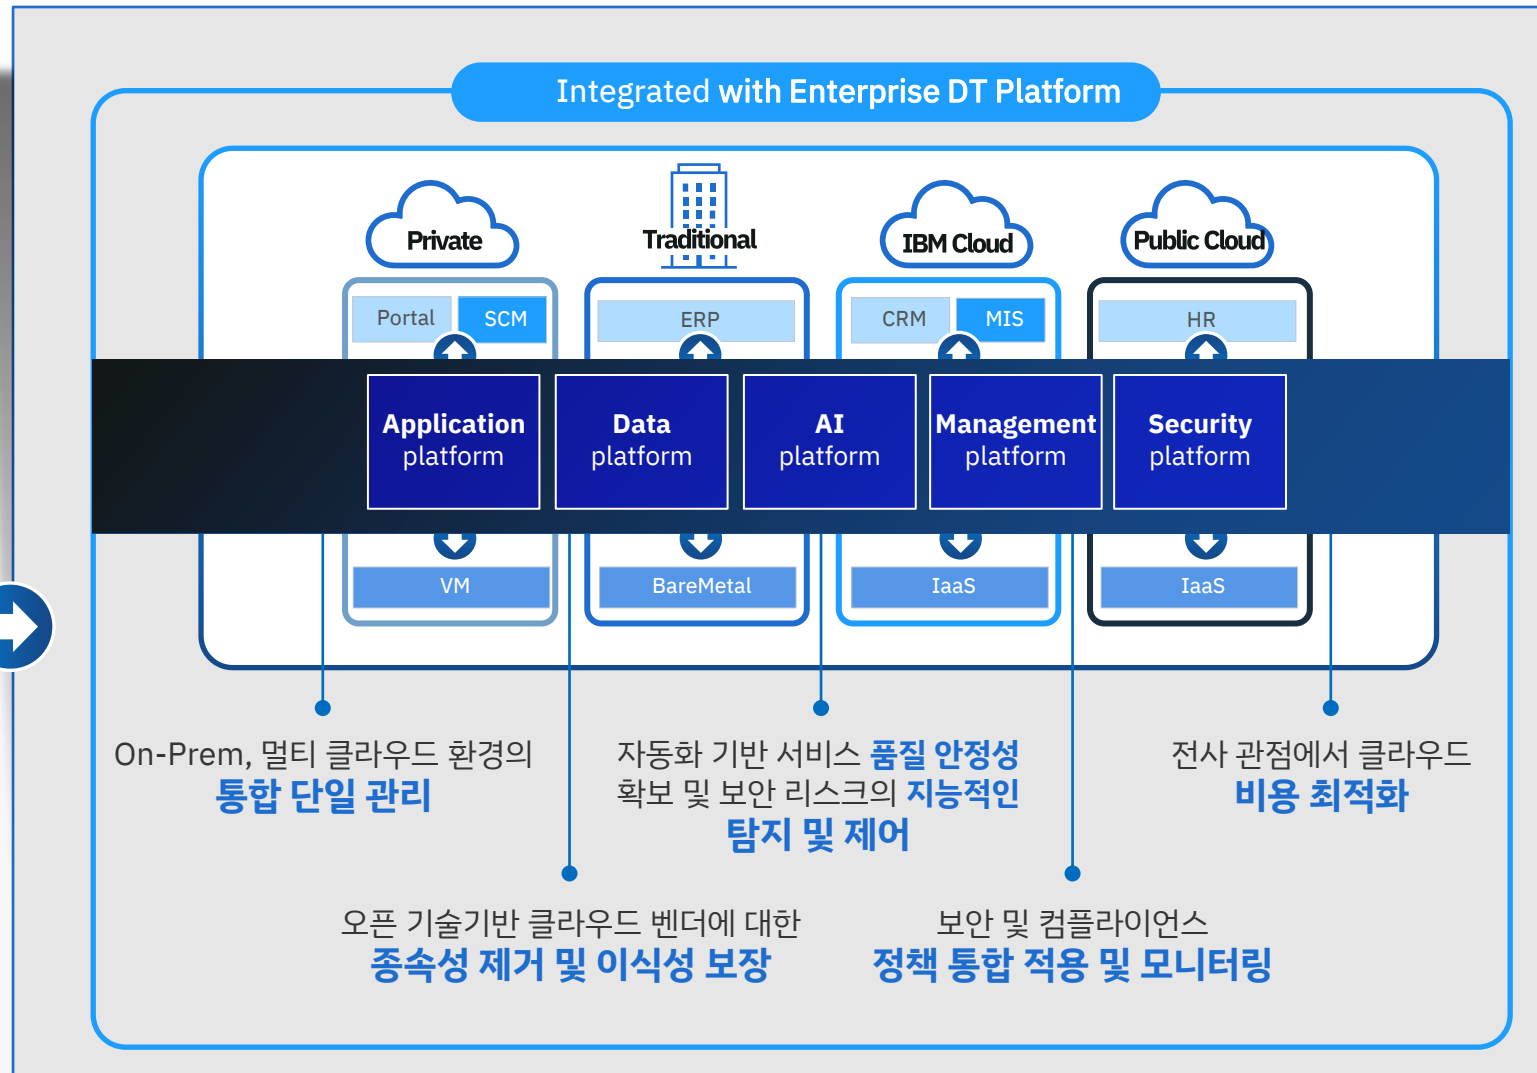 Integrated with Enterprise DT Platform
Private
Traditional
IBM Cloud
Public Cloud
Portal
SCM
ERP
CRM
MIS
HR
Application
platform
Data
platform
AI
platform
Management
platform
Security
platform
VM
BareMetal
IaaS
IaaS
On-Prem, 멀티 클라우드 환경의
통합 단일 관리
자동화 기반 서비스 품질 안정성
확보 및 보안 리스크의 지능적인
탐지 및 제어
전사 관점에서 클라우드
비용 최적화
오픈 기술기반 클라우드 벤더에 대한
종속성 제거 및 이식성 보장
보안 및 컴플라이언스
정책 통합 적용 및 모니터링